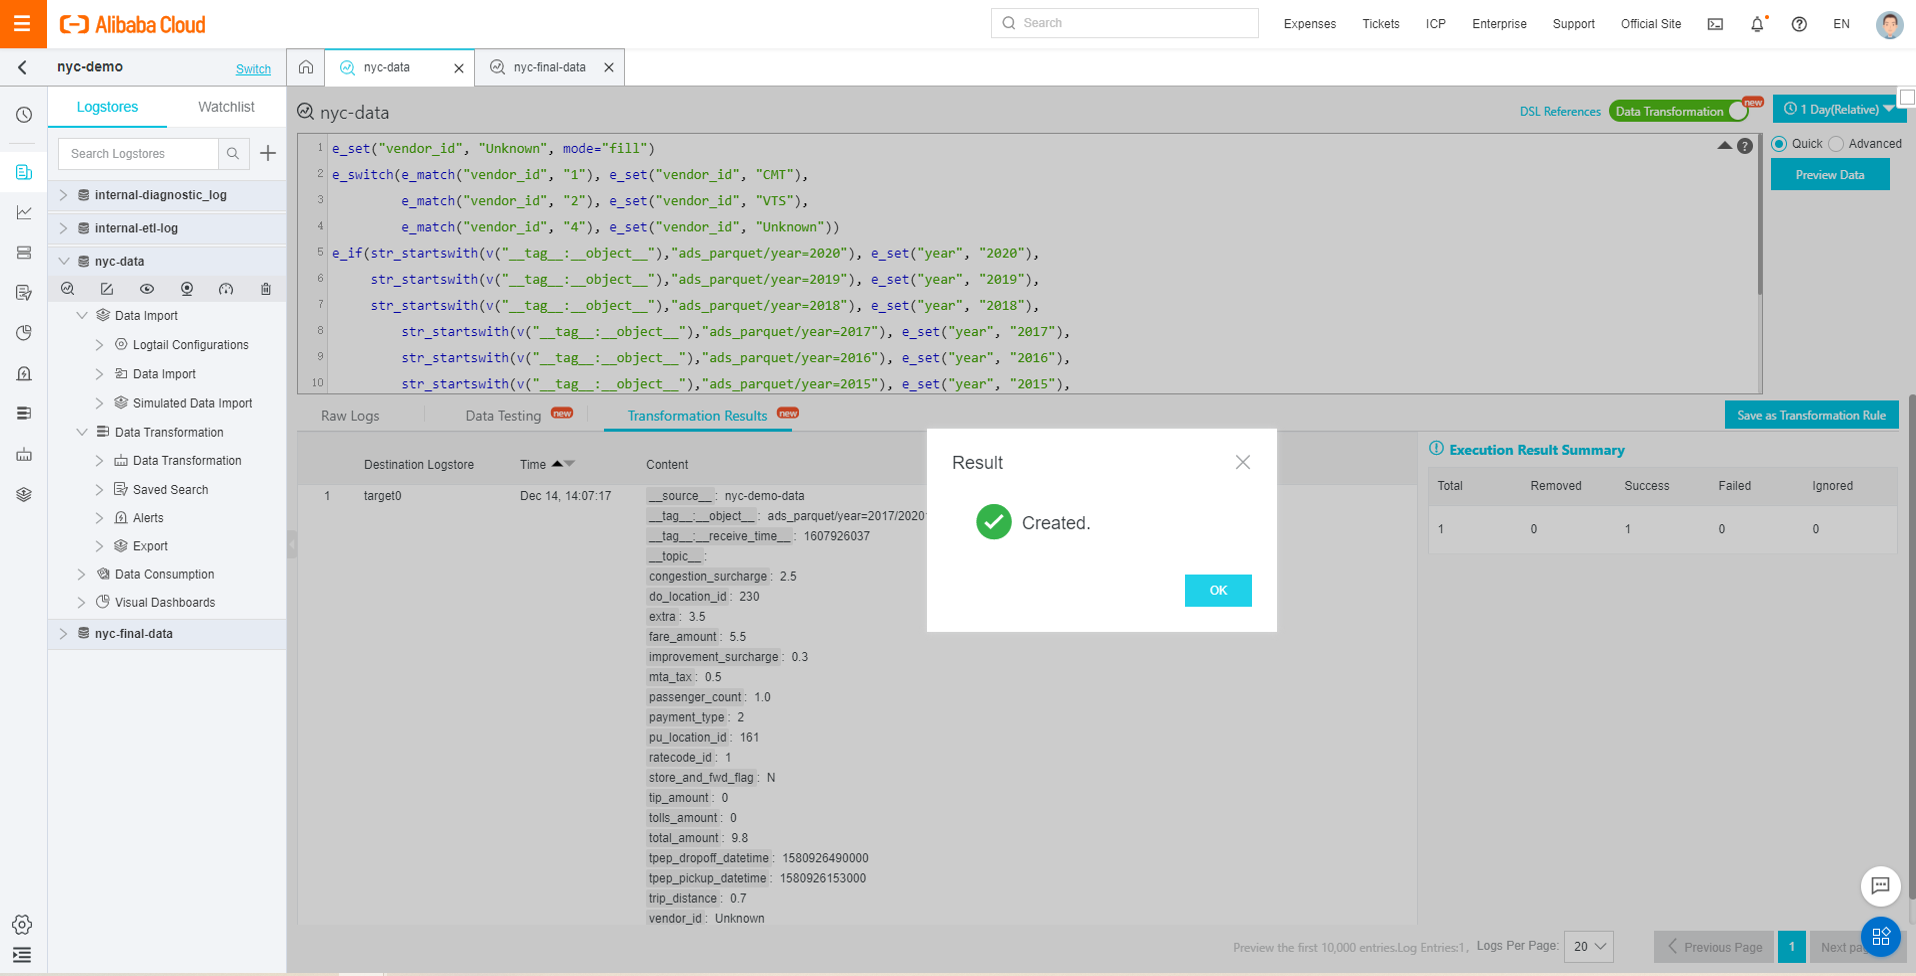 Alibaba Cloud
Search
Expenses
Tickets
ICP
Enterprise
Support
Official Site
EN
nyc-demo
Switch
nyc-data
nyc-final-data
Logstores
Watchlist
Search Logstores
internal-diagnostic_log
internal-etl-log
nyc-data
Data Import
Logtail Configurations
Data Import
Simulated Data Import
Data Transformation
Data Transformation
Saved Search
Alerts
Export
Data Consumption
Visual Dashboards
nyc-final-data
nyc-data
DSL References
Data Transformation
new
1 Day(Relative)
Quick
Advanced
Preview Data
1 e_set("vendor_id", "Unknown", mode="fill")
2 e_switch(e_match("vendor_id", "1"), e_set("vendor_id", "CMT"),
3 e_match("vendor_id", "2"), e_set("vendor_id", "VTS"),
4 e_match("vendor_id", "4"), e_set("vendor_id", "Unknown"))
5 e_if(str_startswith(v("__tag__:__object__"),"ads_parquet/year=2020"), e_set("year", "2020"),
6 str_startswith(v("__tag__:__object__"),"ads_parquet/year=2019"), e_set("year", "2019"),
7 str_startswith(v("__tag__:__object__"),"ads_parquet/year=2018"), e_set("year", "2018"),
8 str_startswith(v("__tag__:__object__"),"ads_parquet/year=2017"), e_set("year", "2017"),
9 str_startswith(v("__tag__:__object__"),"ads_parquet/year=2016"), e_set("year", "2016"),
10 str_startswith(v("__tag__:__object__"),"ads_parquet/year=2015"), e_set("year", "2015"),
Raw Logs
Data Testing new
Transformation Results new
Save as Transformation Rule
Destination Logstore
Time
Content
1 target0 Dec 14, 14:07:17
__source__ : nyc-demo-data
__tag__:__object__ : ads_parquet/year=2017/2020
__tag__:__receive_time__ : 1607926037
__topic__ :
congestion_surcharge : 2.5
do_location_id : 230
extra : 3.5
fare_amount : 5.5
improvement_surcharge : 0.3
mta_tax : 0.5
passenger_count : 1.0
payment_type : 2
pu_location_id : 161
ratecode_id : 1
store_and_fwd_flag : N
tip_amount : 0
tolls_amount : 0
total_amount : 9.8
tpep_dropoff_datetime : 1580926490000
tpep_pickup_datetime : 1580926153000
trip_distance : 0.7
vendor_id : Unknown
Result
Created.
OK
Execution Result Summary
Total Removed Success Failed Ignored
1 0 1 0 0
Preview the first 10,000 entries.Log Entries:1,
Logs Per Page:
20
Previous Page
1
Next